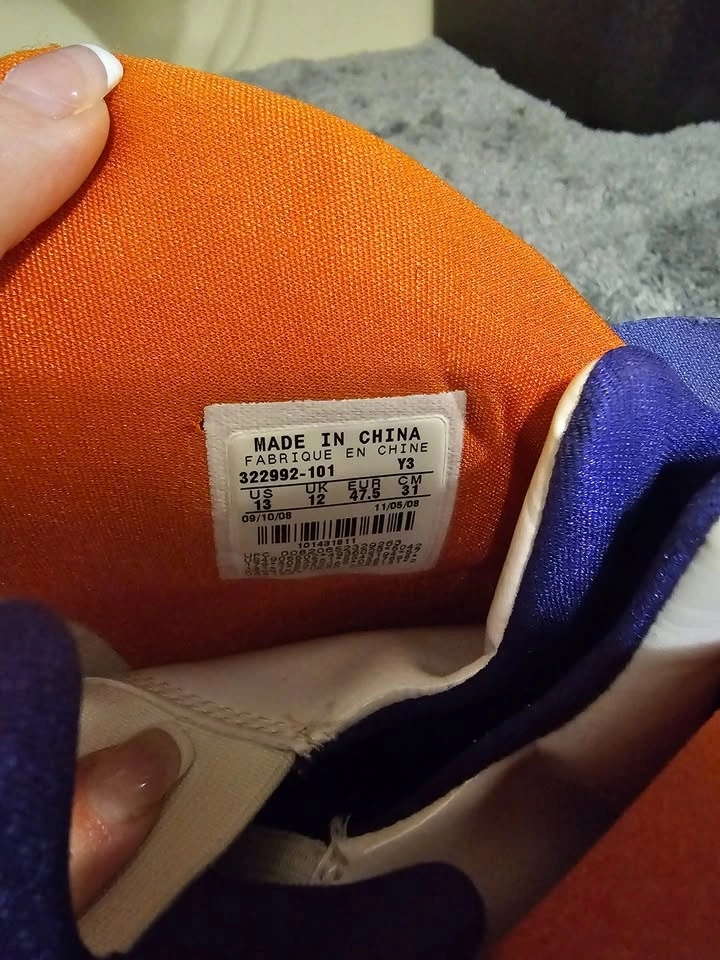 MADE IN CHINA
FABRIQUE EN CHINE
322992-101 Y3
US UK EUR CM
13 12 47.5 31
09/10/08 11/05/08
101431611